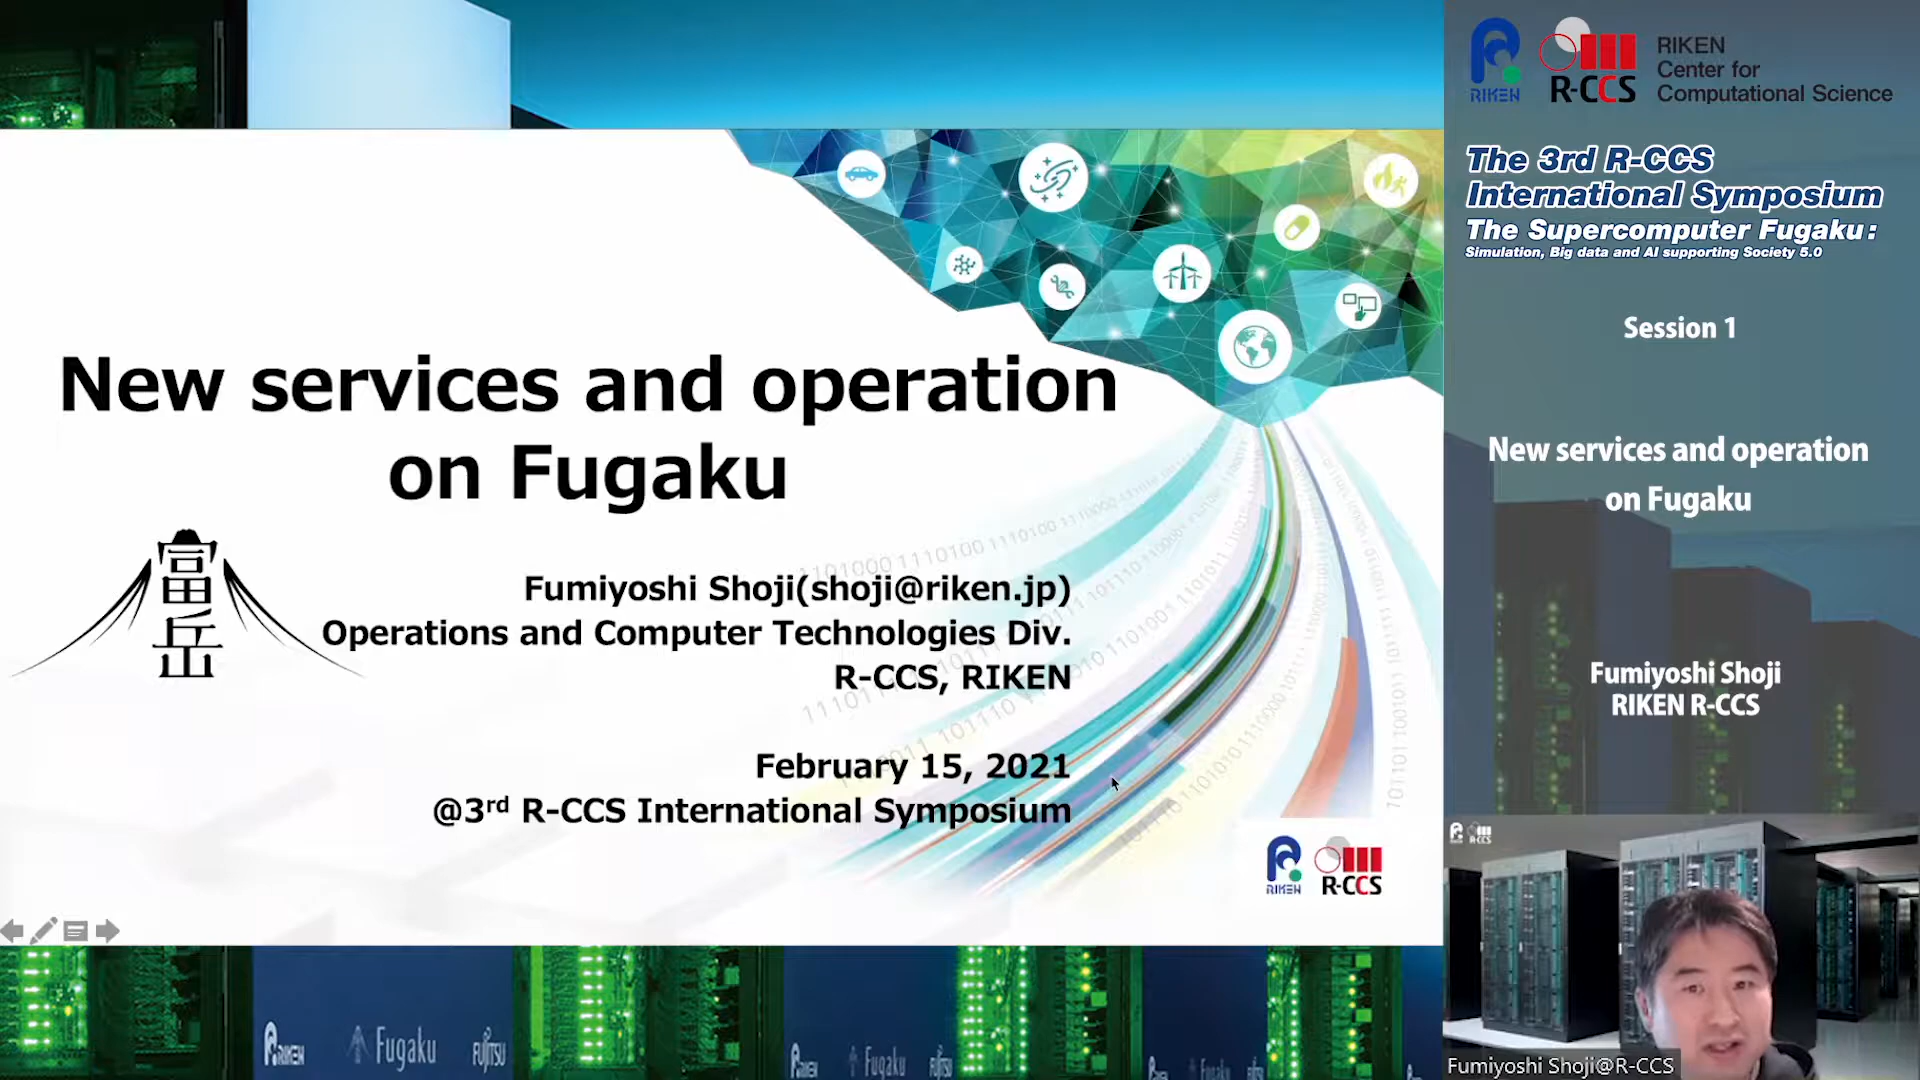 New services and operation
on Fugaku
富岳
Fumiyoshi Shoji(shoji@riken.jp)
Operations and Computer Technologies Div.
R-CCS, RIKEN
February 15, 2021
@3rd R-CCS International Symposium
RIKEN
R-CCS
RIKEN
Fugaku
FUJITSU
RIKEN
Fugaku
FUJITSU
RIKEN
R-CCS
RIKEN
Center for
Computational Science
The 3rd R-CCS
International Symposium
The Supercomputer Fugaku:
Simulation, Big data and AI supporting Society 5.0
Session 1
New services and operation
on Fugaku
Fumiyoshi Shoji
RIKEN R-CCS
Fumiyoshi Shoji@R-CCS